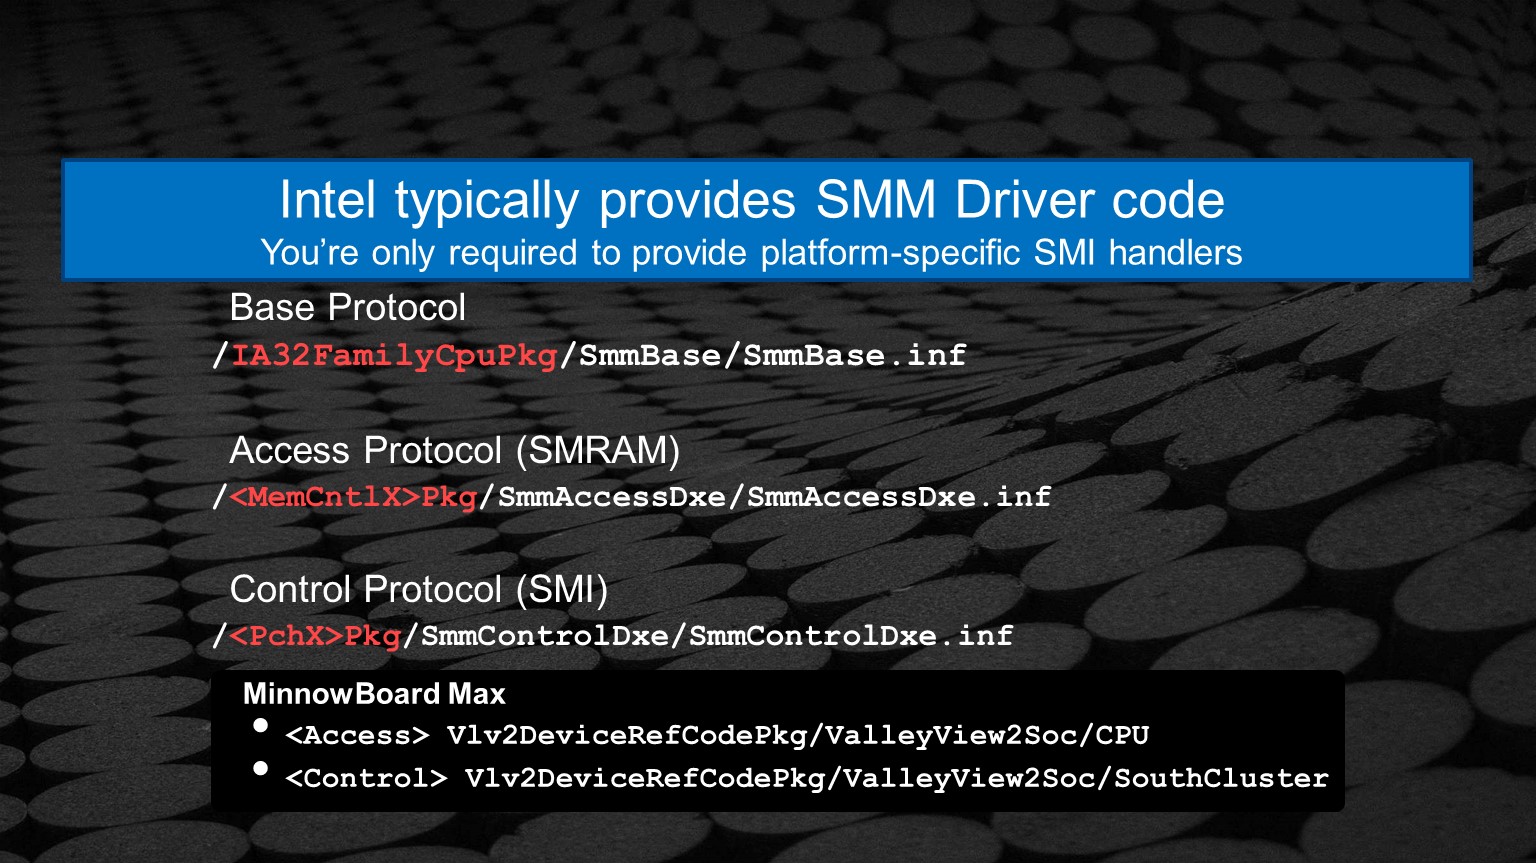 Intel typically provides SMM Driver code
You’re only required to provide platform-specific SMI handlers
Base Protocol
/IA32FamilyCpuPkg/SmmBase/SmmBase.inf
Access Protocol (SMRAM)
/<MemCntlX>Pkg/SmmAccessDxe/SmmAccessDxe.inf
Control Protocol (SMI)
/<PchX>Pkg/SmmControlDxe/SmmControlDxe.inf
MinnowBoard Max
• <Access> Vlv2DeviceRefCodePkg/ValleyView2Soc/CPU
• <Control> Vlv2DeviceRefCodePkg/ValleyView2Soc/SouthCluster